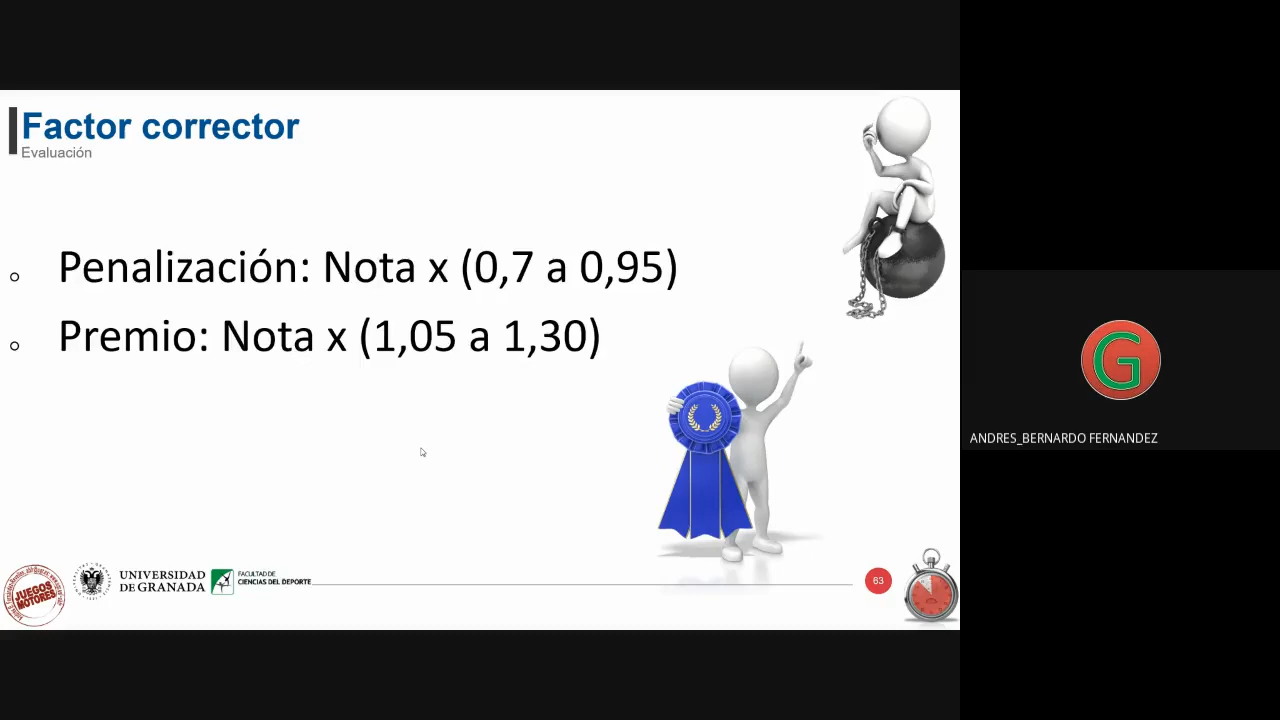 Factor corrector
Evaluación
Penalización: Nota x (0,7 a 0,95)
Premio: Nota x (1,05 a 1,30)
JUEGOS
MOTORES
UNIVERSIDAD
DE GRANADA
FACULTAD DE
CIENCIAS DEL DEPORTE
63
G
ANDRES_BERNARDO FERNANDEZ